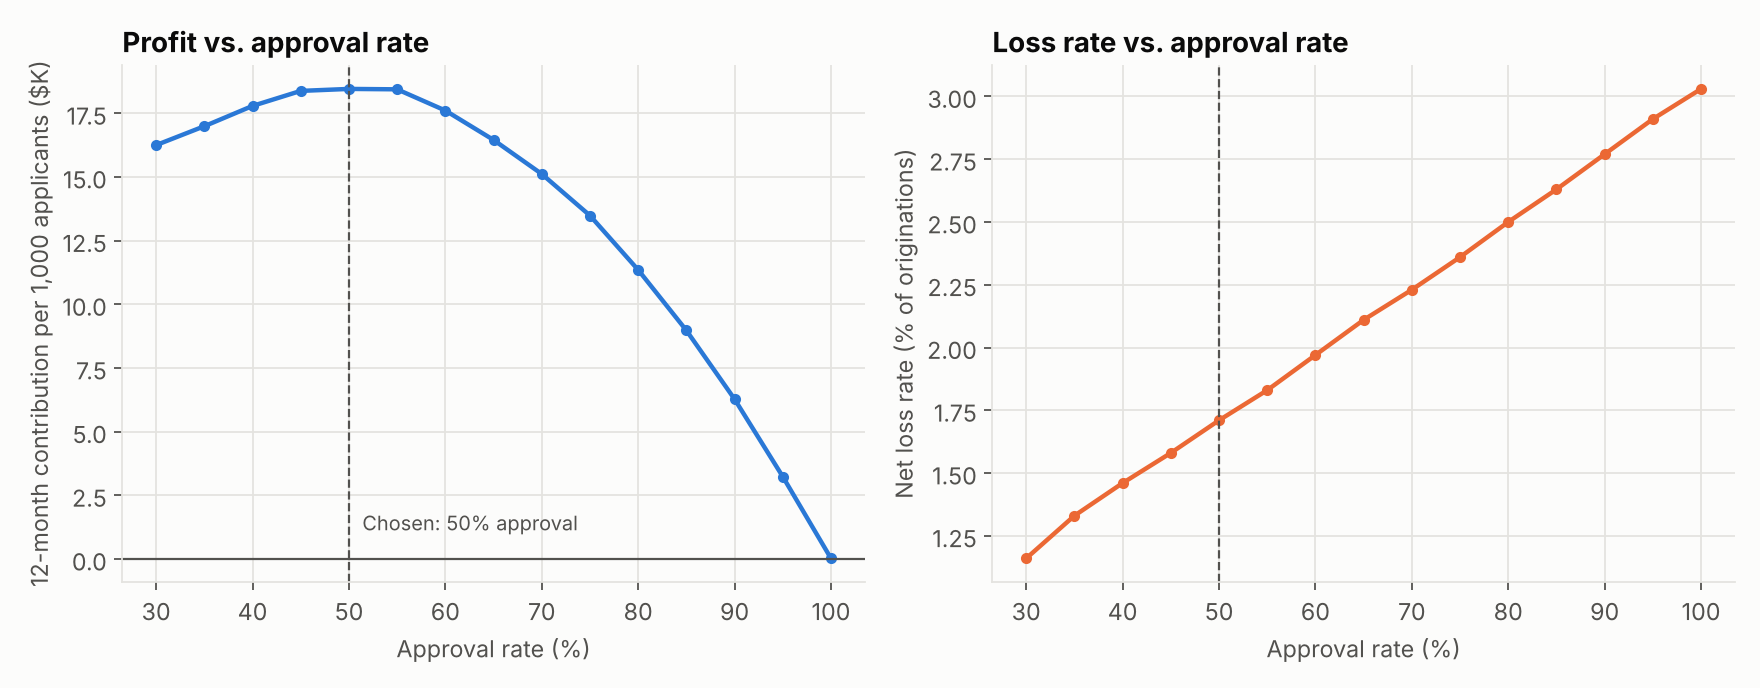 Profit vs. approval rate
12-month contribution per 1,000 applicants ($K)
17.5
15.0
12.5
10.0
7.5
5.0
2.5
0.0
Chosen: 50% approval
30 40 50 60 70 80 90 100
Approval rate (%)
Loss rate vs. approval rate
Net loss rate (% of originations)
3.00
2.75
2.50
2.25
2.00
1.75
1.50
1.25
30 40 50 60 70 80 90 100
Approval rate (%)